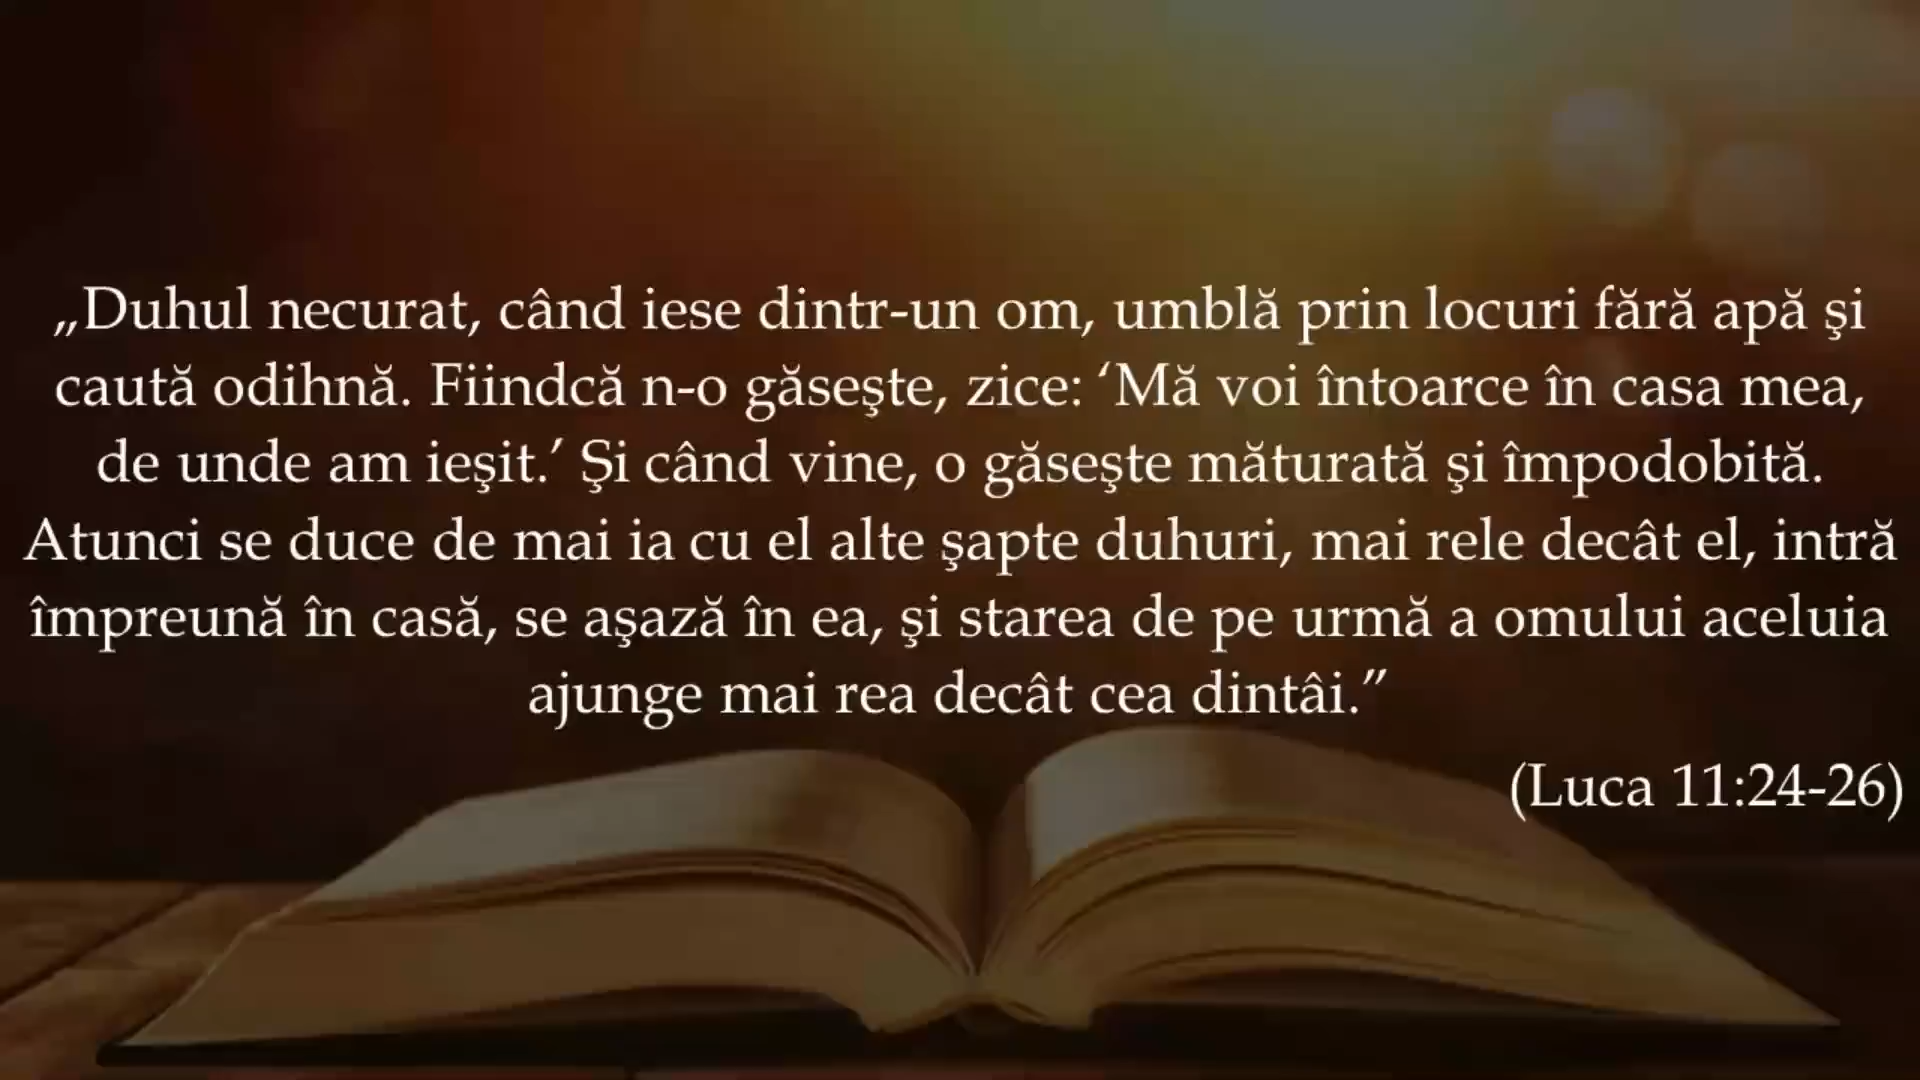 „Duhul necurat, când iese dintr-un om, umblă prin locuri fără apă şi
caută odihnă. Fiindcă n-o găseşte, zice: ‘Mă voi întoarce în casa mea,
de unde am ieşit.’ Şi când vine, o găseşte măturată şi împodobită.
Atunci se duce de mai ia cu el alte şapte duhuri, mai rele decât el, intră
împreună în casă, se aşază în ea, şi starea de pe urmă a omului aceluia
ajunge mai rea decât cea dintâi.”
(Luca 11:24-26)